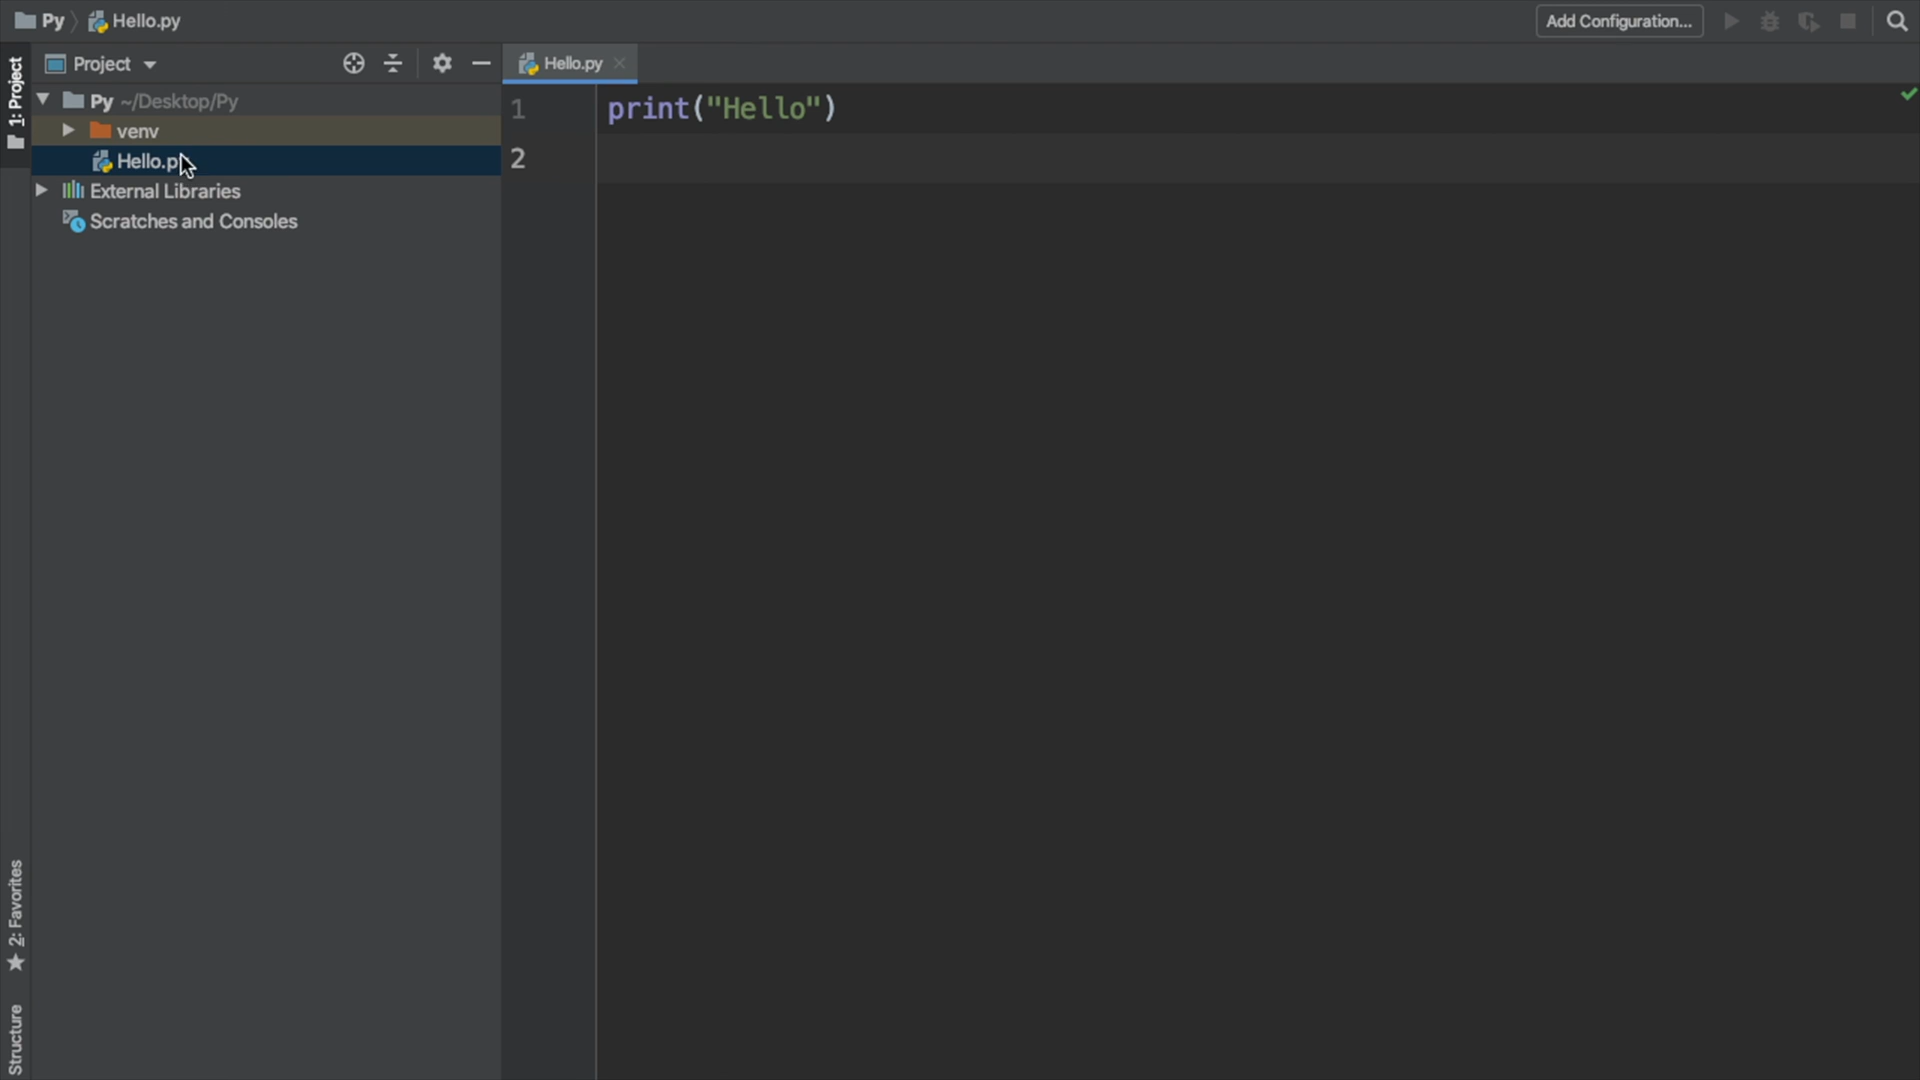 Py
Hello.py
Add Configuration...
1: Project
Project
Hello.py
Py ~/Desktop/Py
venv
Hello.py
External Libraries
Scratches and Consoles
1 print("Hello")
2
2: Favorites
Structure